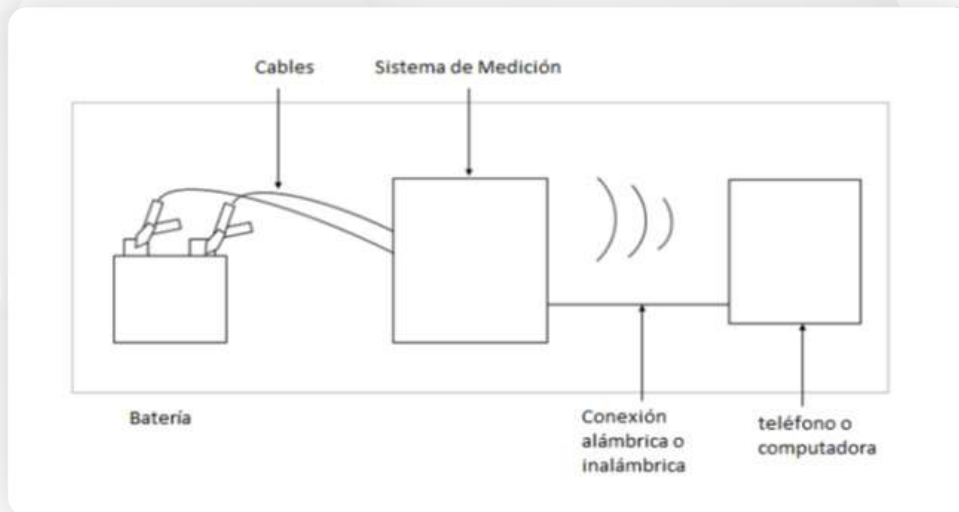 Cables
Sistema de Medición
Batería
Conexión
alámbrica o
inalámbrica
teléfono o
computadora